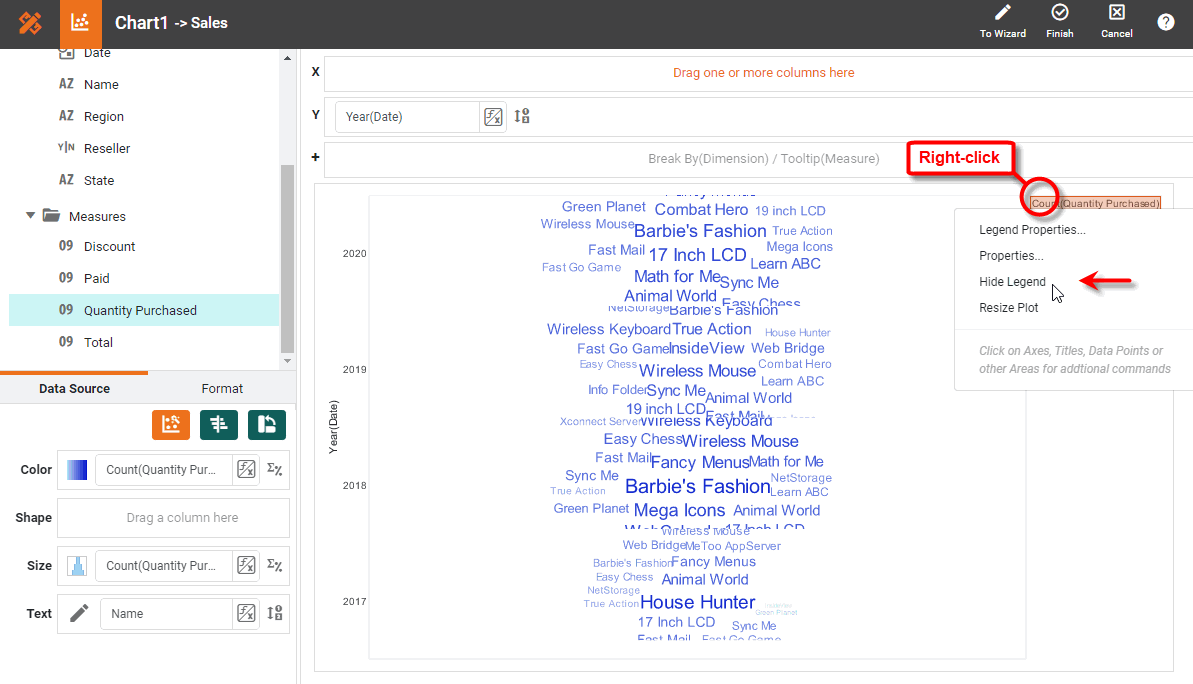 Chart1 -> Sales
To Wizard
Finish
Cancel
?
Date
AZ Name
AZ Region
Y|N Reseller
AZ State
Measures
09 Discount
09 Paid
09 Quantity Purchased
09 Total
Data Source
Format
Color
Count(Quantity Pur...
Shape
Drag a column here
Size
Count(Quantity Pur...
Text
Name
X
Drag one or more columns here
Y
Year(Date)
+
Break By(Dimension) / Tooltip(Measure)
Right-click
Count(Quantity Purchased)
Legend Properties...
Properties...
Hide Legend
Resize Plot
Click on Axes, Titles, Data Points or
other Areas for addtional commands
Year(Date)
2020
Fancy Menus
Green Planet
Combat Hero
19 inch LCD
Wireless Mouse
Barbie's Fashion
True Action
Fast Mail
17 Inch LCD
Mega Icons
Fast Go Game
Learn ABC
Math for Me
Sync Me
Animal World
Easy Chess
2019
NetStorage
Barbie's Fashion
Wireless Keyboard
True Action
House Hunter
Fast Go Game
InsideView
Web Bridge
Easy Chess
Wireless Mouse
Combat Hero
Learn ABC
Info Folder
Sync Me
Animal World
19 inch LCD
Fast Mail
2018
Xconnect Server
Wireless Keyboard
Easy Chess
Wireless Mouse
Fast Mail
Fancy Menus
Math for Me
Sync Me
NetStorage
True Action
Barbie's Fashion
Learn ABC
Green Planet
Mega Icons
Animal World
17 Inch LCD
2017
Wireless Mouse
Web Bridge
MeToo AppServer
Barbie's Fashion
Fancy Menus
Easy Chess
Animal World
NetStorage
True Action
House Hunter
Green Planet
17 Inch LCD
Sync Me
Fast Mail
Fast Go Game